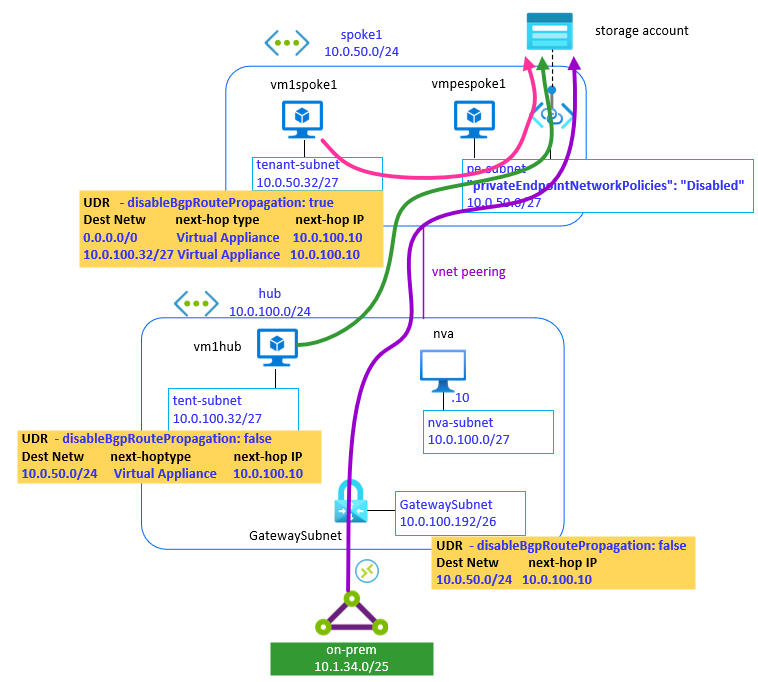 spoke1
10.0.50.0/24
storage account
vm1spoke1
vmpespoke1
tenant-subnet
10.0.50.32/27
pe-subnet
"privateEndpointNetworkPolicies": "Disabled"
10.0.50.0/27
UDR - disableBgpRoutePropagation: true
Dest Netw next-hop type next-hop IP
0.0.0.0/0 Virtual Appliance 10.0.100.10
10.0.100.32/27 Virtual Appliance 10.0.100.10
vnet peering
hub
10.0.100.0/24
vm1hub
nva
.10
tent-subnet
10.0.100.32/27
nva-subnet
10.0.100.0/27
UDR - disableBgpRoutePropagation: false
Dest Netw next-hoptype next-hop IP
10.0.50.0/24 Virtual Appliance 10.0.100.10
GatewaySubnet
10.0.100.192/26
GatewaySubnet
UDR - disableBgpRoutePropagation: false
Dest Netw next-hop IP
10.0.50.0/24 10.0.100.10
on-prem
10.1.34.0/25